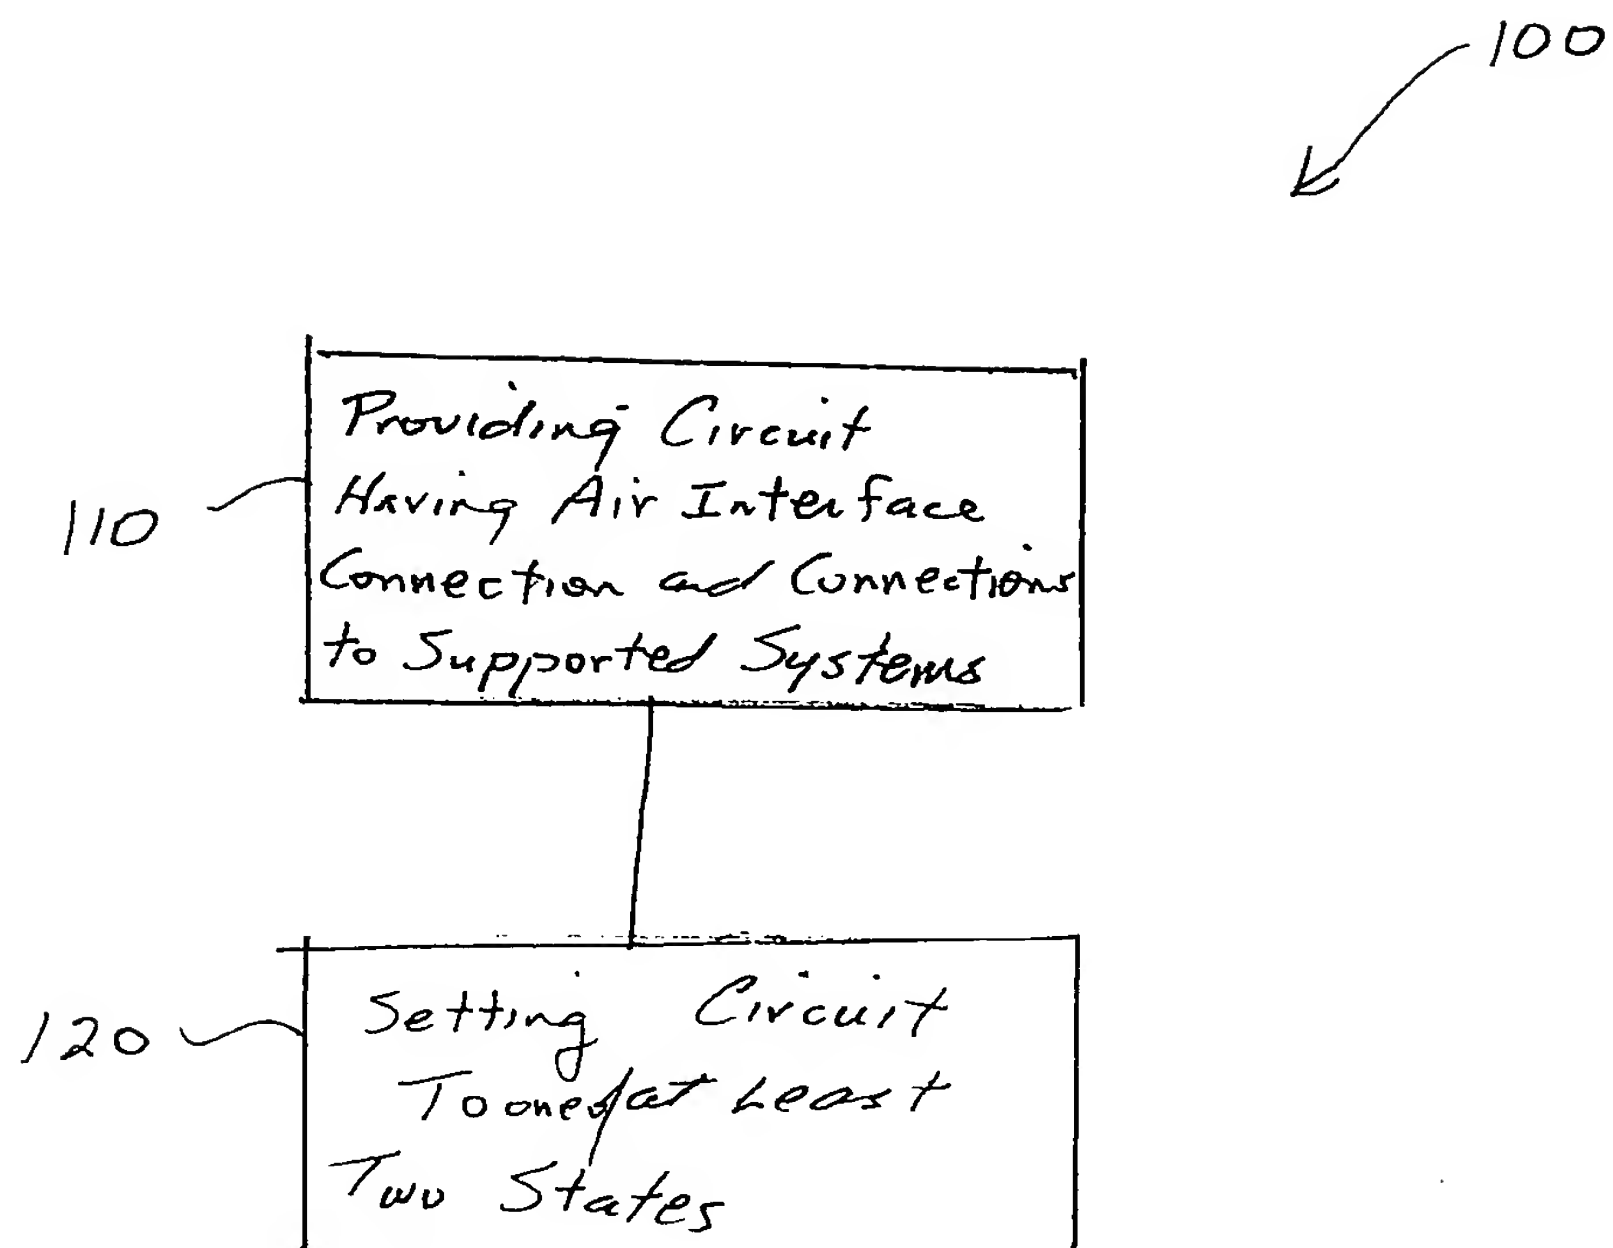 100
110
Providing Circuit
Having Air Interface
Connection and Connections
to Supported Systems
120
Setting Circuit
To one of at Least
Two States